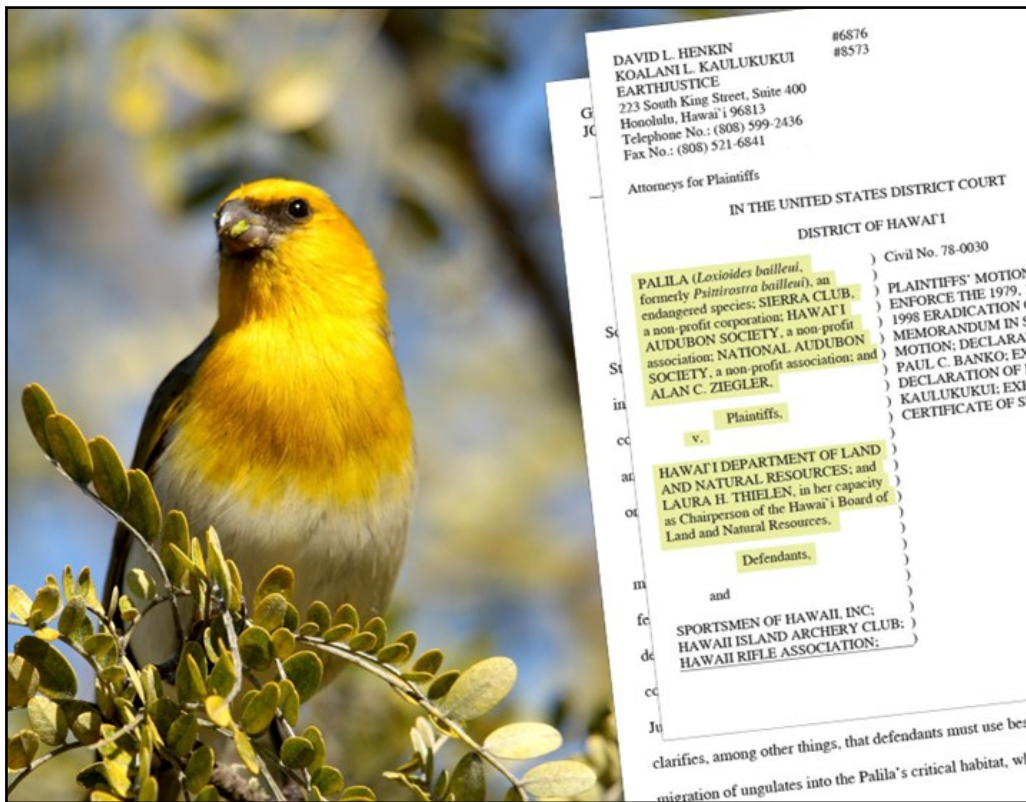 DAVID L. HENKIN #6876
KOALANI L. KAULUKUKUI #8573
EARTHJUSTICE
223 South King Street, Suite 400
Honolulu, Hawai`i 96813
Telephone No.: (808) 599-2436
Fax No.: (808) 521-6841
Attorneys for Plaintiffs
IN THE UNITED STATES DISTRICT COURT
DISTRICT OF HAWAI`I
PALILA (Loxioides bailleui,
formerly Psittirostra bailleui), an
endangered species; SIERRA CLUB,
a non-profit corporation; HAWAI`I
AUDUBON SOCIETY, a non-profit
association; NATIONAL AUDUBON
SOCIETY, a non-profit association; and
ALAN C. ZIEGLER,
Plaintiffs,
v.
HAWAI`I DEPARTMENT OF LAND
AND NATURAL RESOURCES; and
LAURA H. THIELEN, in her capacity
as Chairperson of the Hawai`i Board of
Land and Natural Resources,
Defendants,
and
SPORTSMEN OF HAWAII, INC;
HAWAII ISLAND ARCHERY CLUB;
HAWAII RIFLE ASSOCIATION;
) Civil No. 78-0030
)
) PLAINTIFFS' MOTION
) ENFORCE THE 1979,
) 1998 ERADICATION
) MEMORANDUM IN
) MOTION;
) PAUL C. BANKO;
) DECLARATION OF
) KAULUKUKUI;
) CERTIFICATE OF
clarifies, among other things, that defendants must use
migration of ungulates into the Palila's critical habitat,